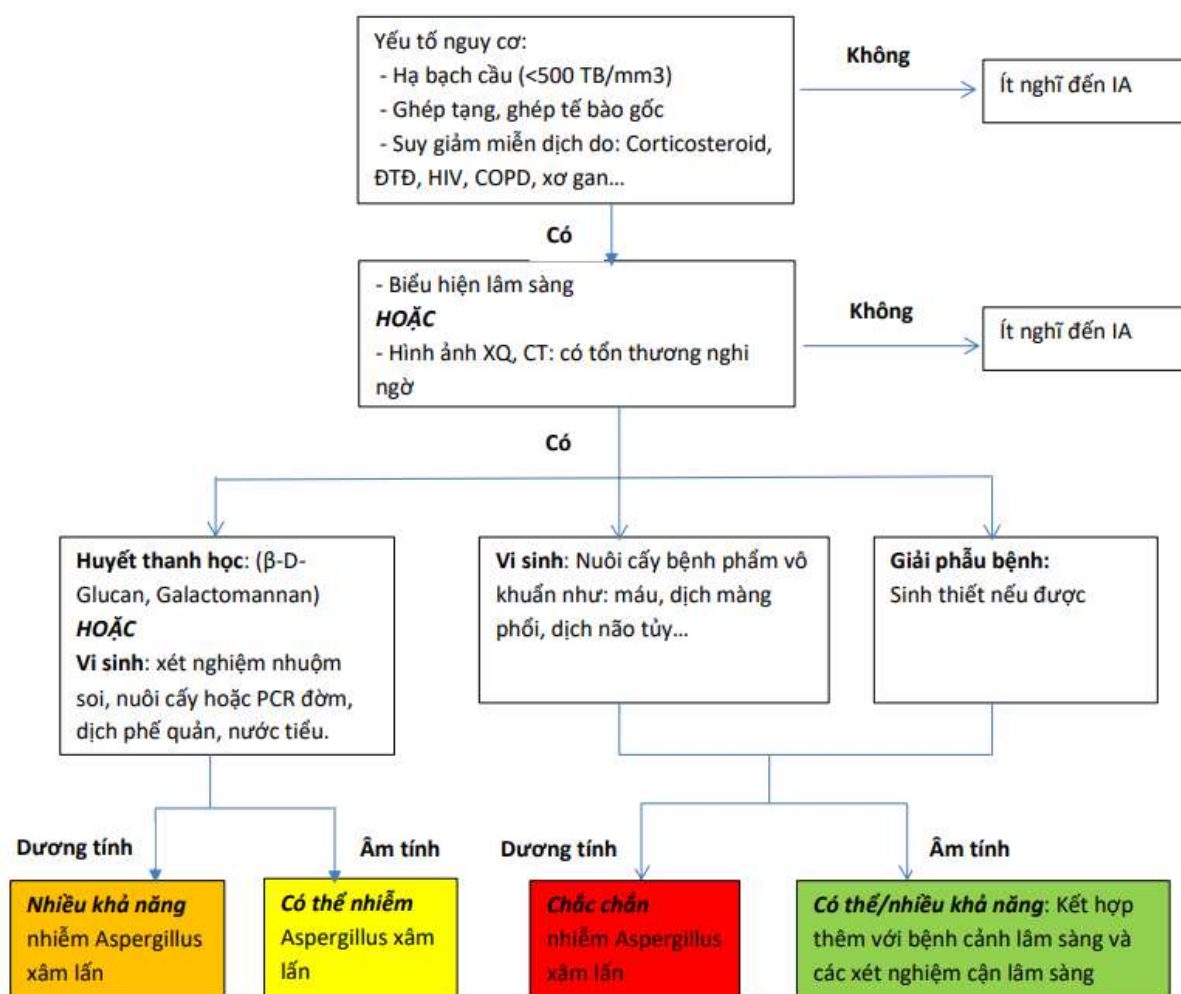 Yếu tố nguy cơ:
- Hạ bạch cầu (<500 TB/mm3)
- Ghép tạng, ghép tế bào gốc
- Suy giảm miễn dịch do: Corticosteroid,
ĐTĐ, HIV, COPD, xơ gan...
Không
Ít nghĩ đến IA
Có
- Biểu hiện lâm sàng
HOẶC
- Hình ảnh XQ, CT: có tổn thương nghi
ngờ
Không
Ít nghĩ đến IA
Có
Huyết thanh học: (β-D-
Glucan, Galactomannan)
HOẶC
Vi sinh: xét nghiệm nhuộm
soi, nuôi cấy hoặc PCR đờm,
dịch phế quản, nước tiểu.
Vi sinh: Nuôi cấy bệnh phẩm vô
khuẩn như: máu, dịch màng
phổi, dịch não tủy...
Giải phẫu bệnh:
Sinh thiết nếu được
Dương tính
Âm tính
Dương tính
Âm tính
Nhiều khả năng
nhiễm Aspergillus
xâm lấn
Có thể nhiễm
Aspergillus xâm
lấn
Chắc chắn
nhiễm Aspergillus
xâm lấn
Có thể/nhiều khả năng: Kết hợp
thêm với bệnh cảnh lâm sàng và
các xét nghiệm cận lâm sàng